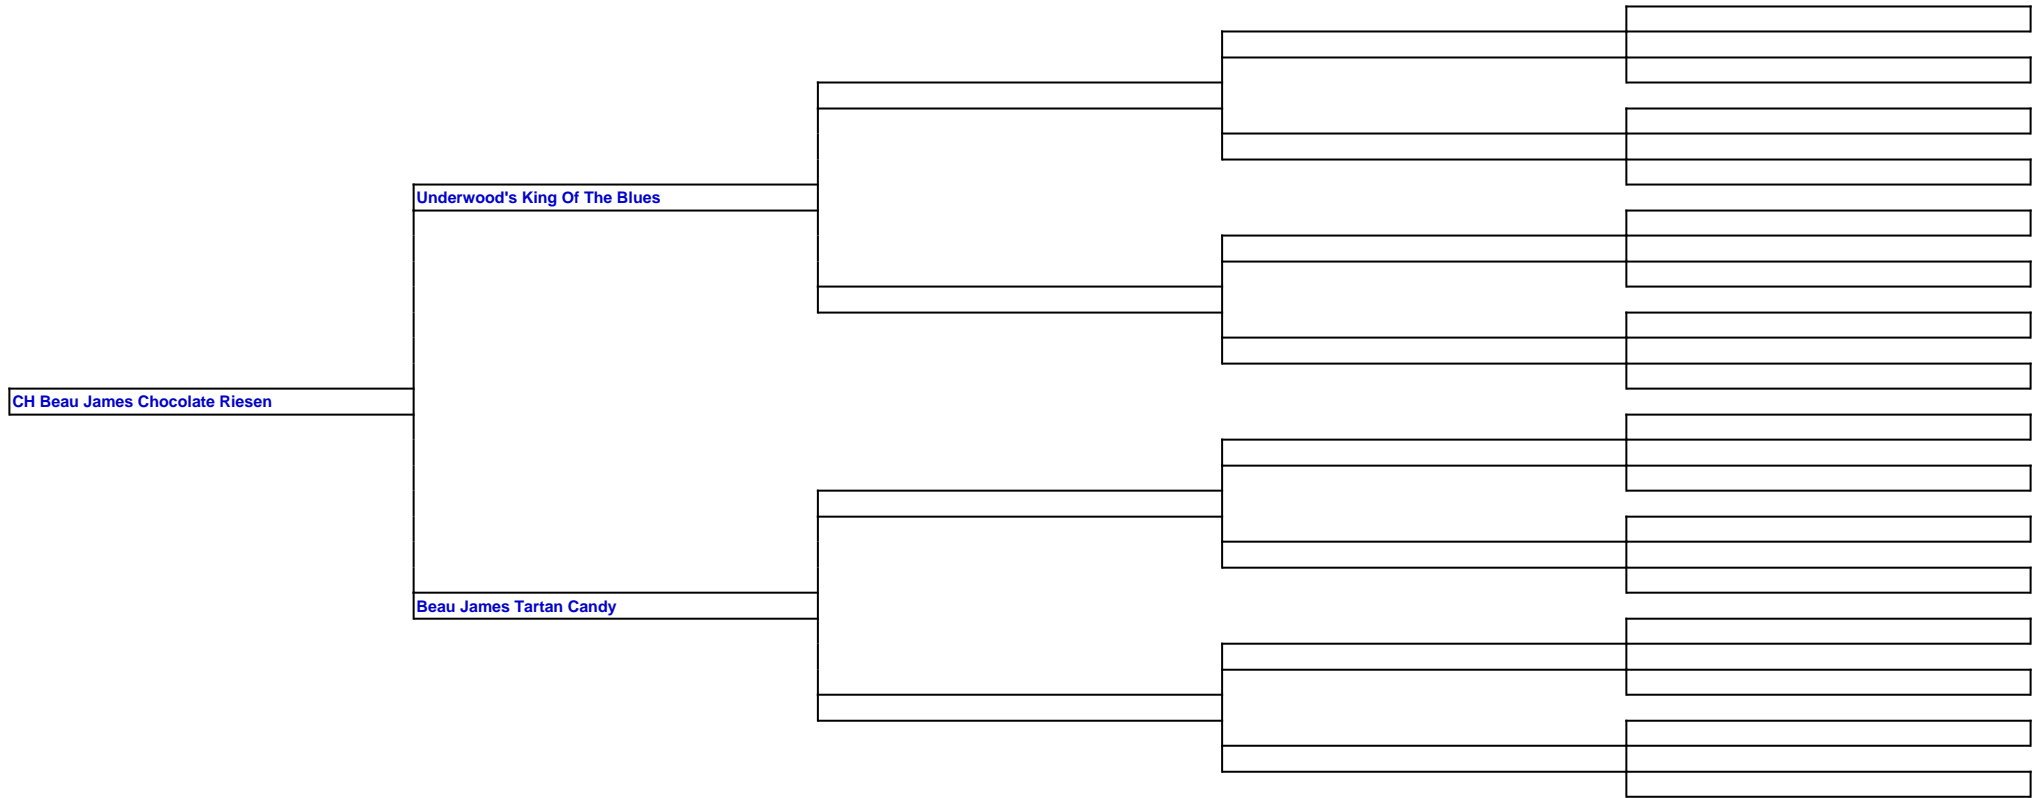 Underwood's King Of The Blues
CH Beau James Chocolate Riesen
Beau James Tartan Candy